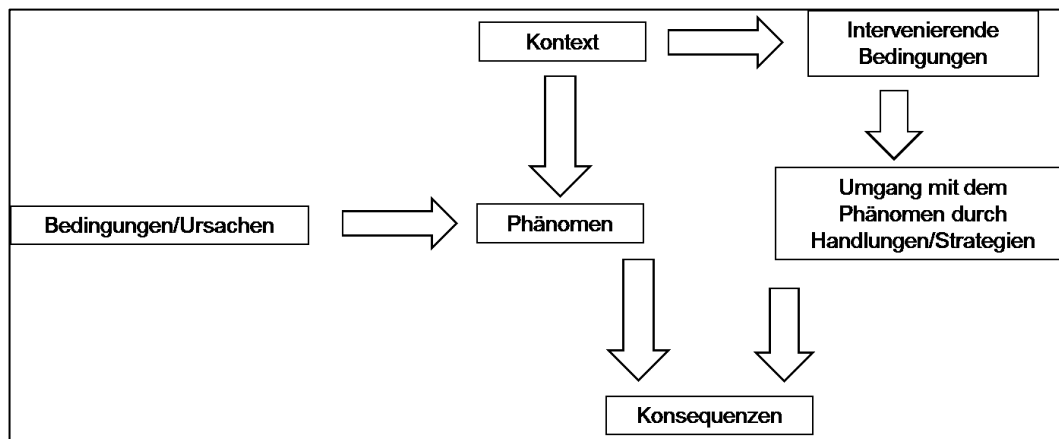 Kontext
Intervenierende
Bedingungen
Umgang mit dem
Phänomen durch
Handlungen/Strategien
Bedingungen/Ursachen
Phänomen
Konsequenzen